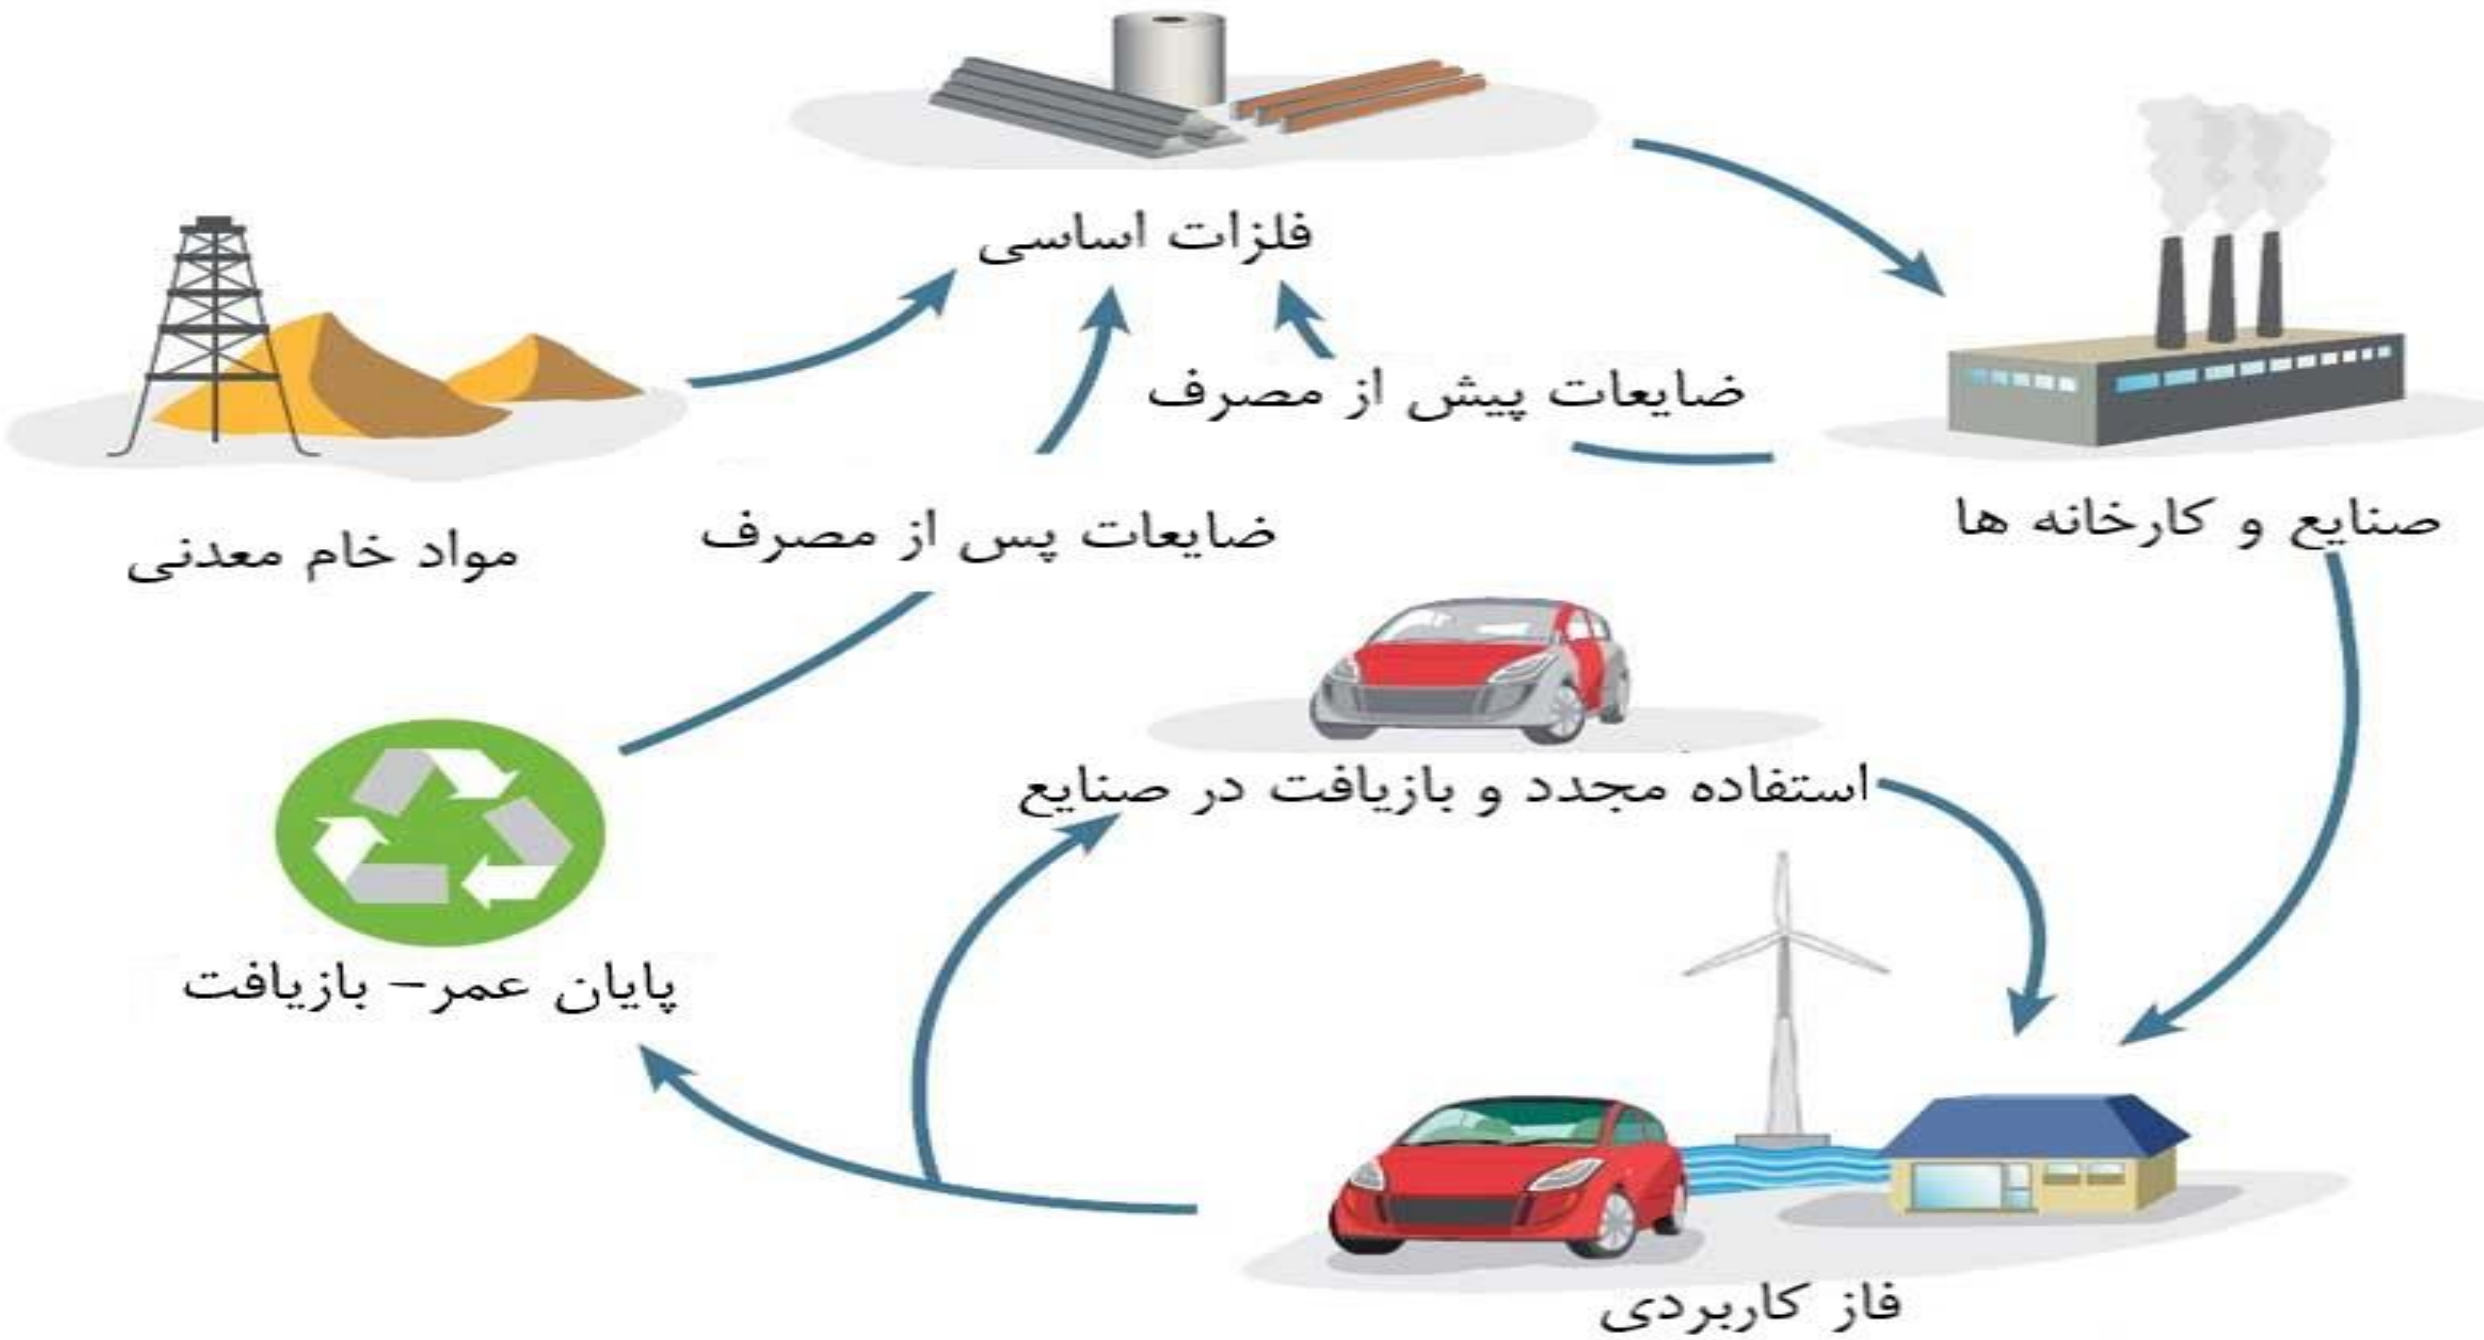 فلزات اساسی
ضایعات پیش از مصرف
صنایع و کارخانه ها
ضایعات پس از مصرف
مواد خام معدنی
استفاده مجدد و بازیافت در صنایع
پایان عمر– بازیافت
فاز کاربردی